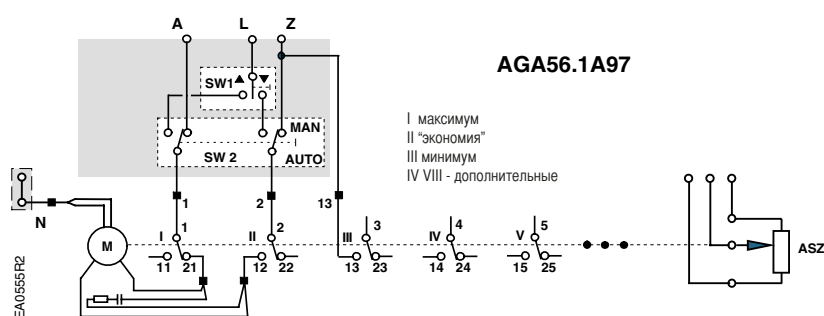 A L Z
AGA56.1A97
SW1
I максимум
II "экономия"
III минимум
IV VIII - дополнительные
MAN
SW 2
AUTO
1 2 13
N
M
I 1 II 2 III 3 IV 4 V 5
11 21 12 22 13 23 14 24 15 25
ASZ
EA0555R2